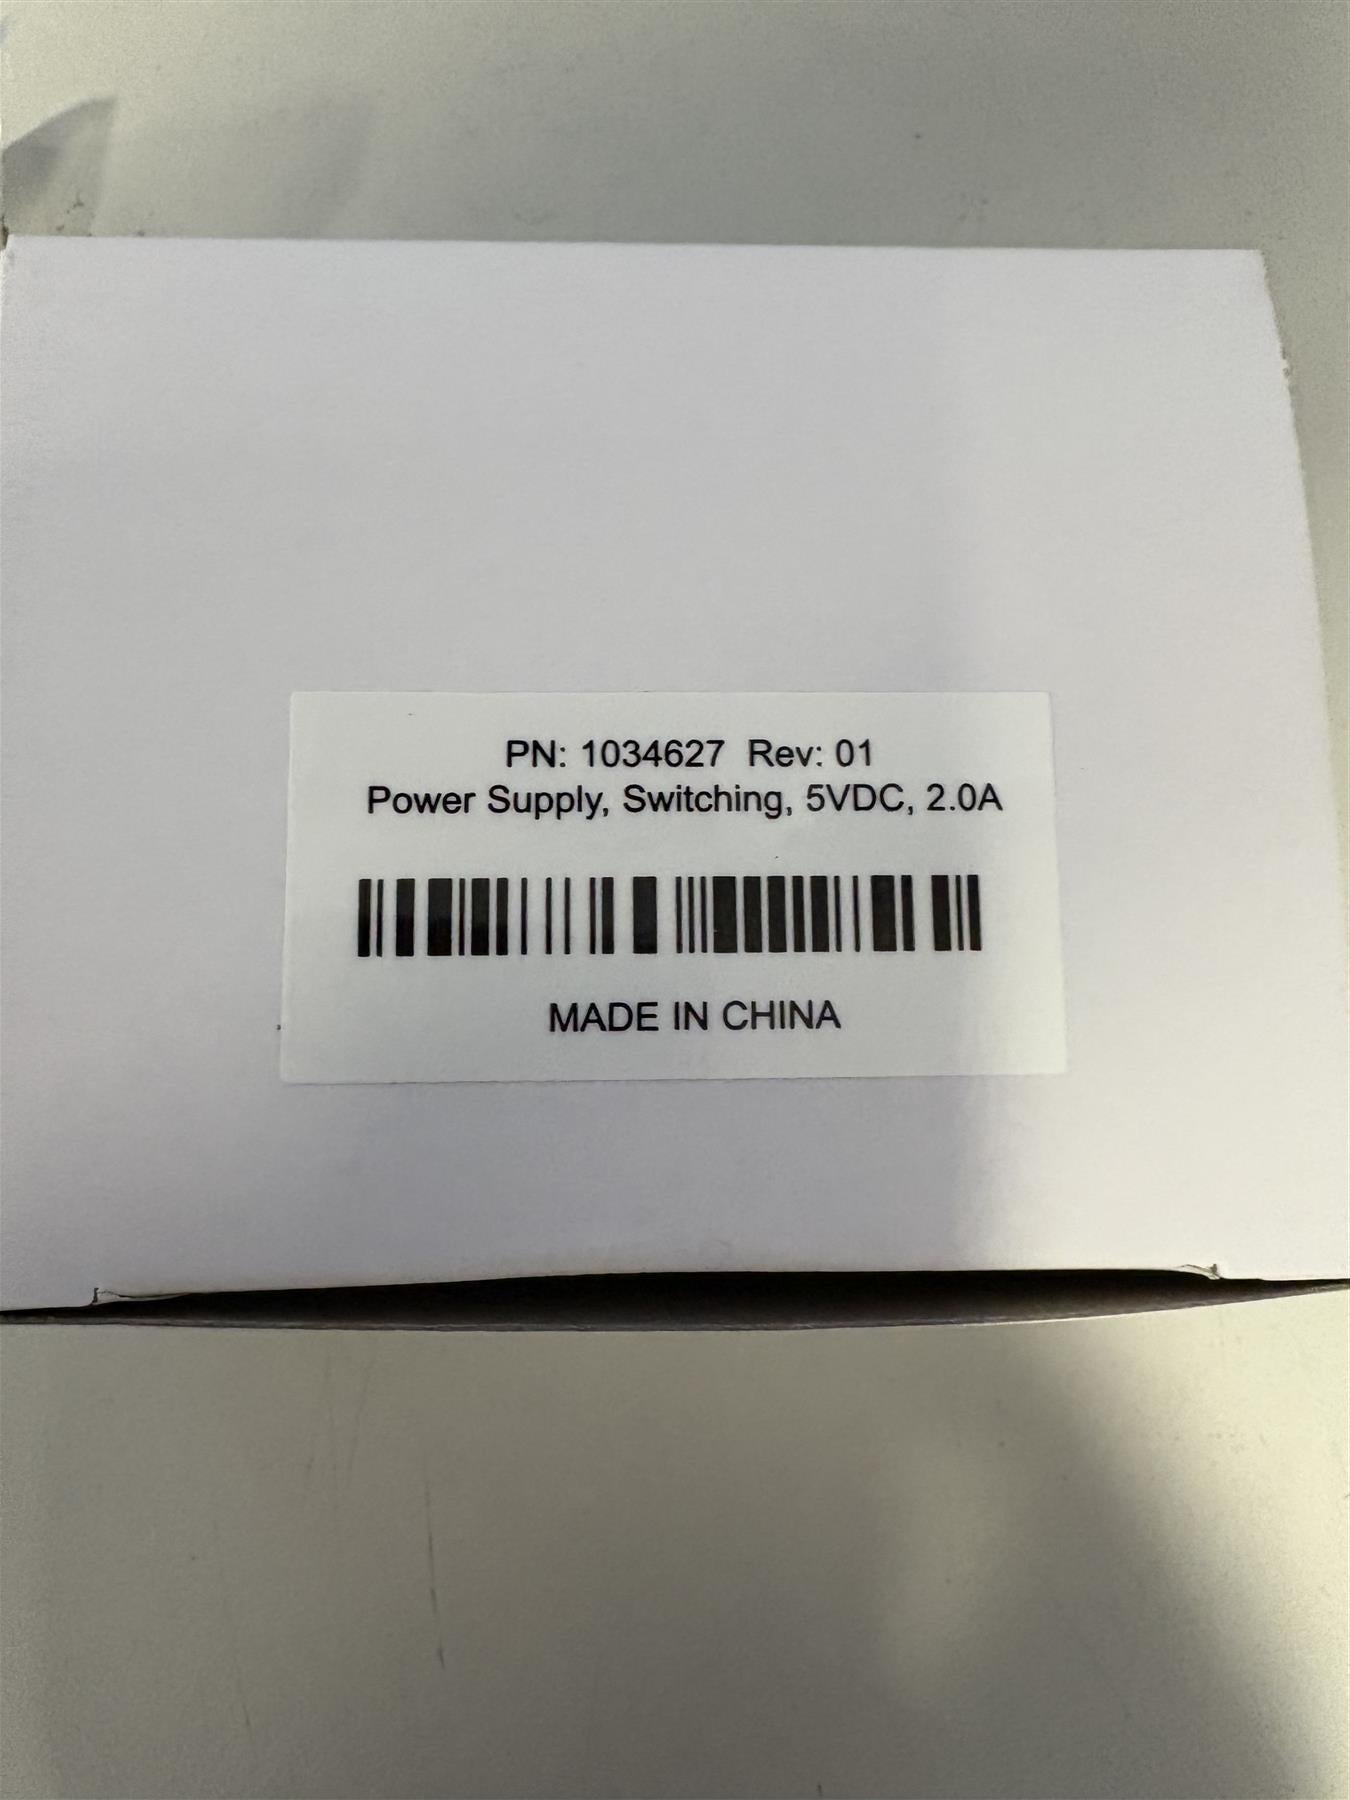 PN: 1034627 Rev: 01
Power Supply, Switching, 5VDC, 2.0A
MADE IN CHINA